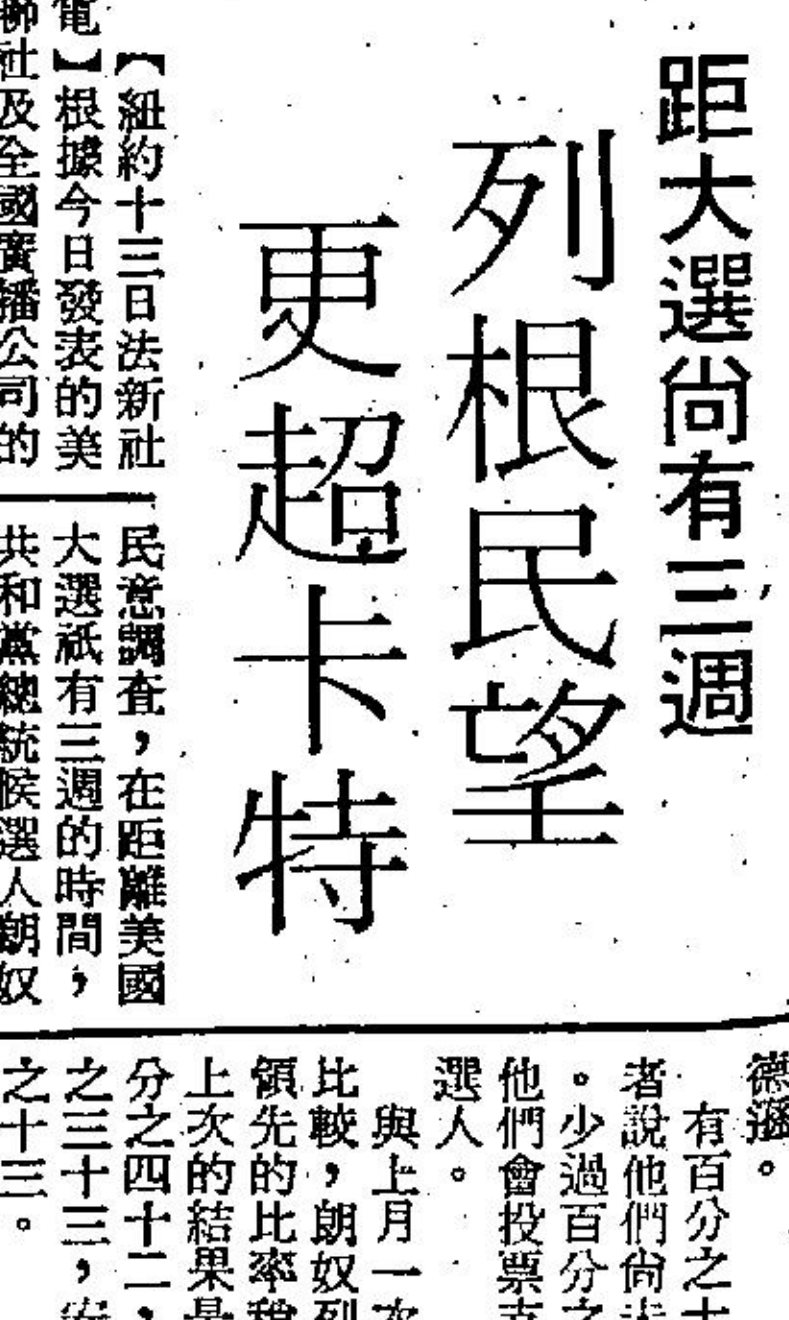 距大選尚有三週
列根民望
更超卡特
【紐約十三日法新社
電】根據今日發表的美
聯社及全國廣播公司的
民意調查，在距離美國
大選祇有三週的時間，
共和黨總統候選人朗奴
德遜。
有百分之十
者說他們尚未
。少過百分之
他們會投票支
選人。
與上月一次
比較，朗奴列
領先的比率稍
上次的結果是
分之四十二，
之三十三，安
之十三。